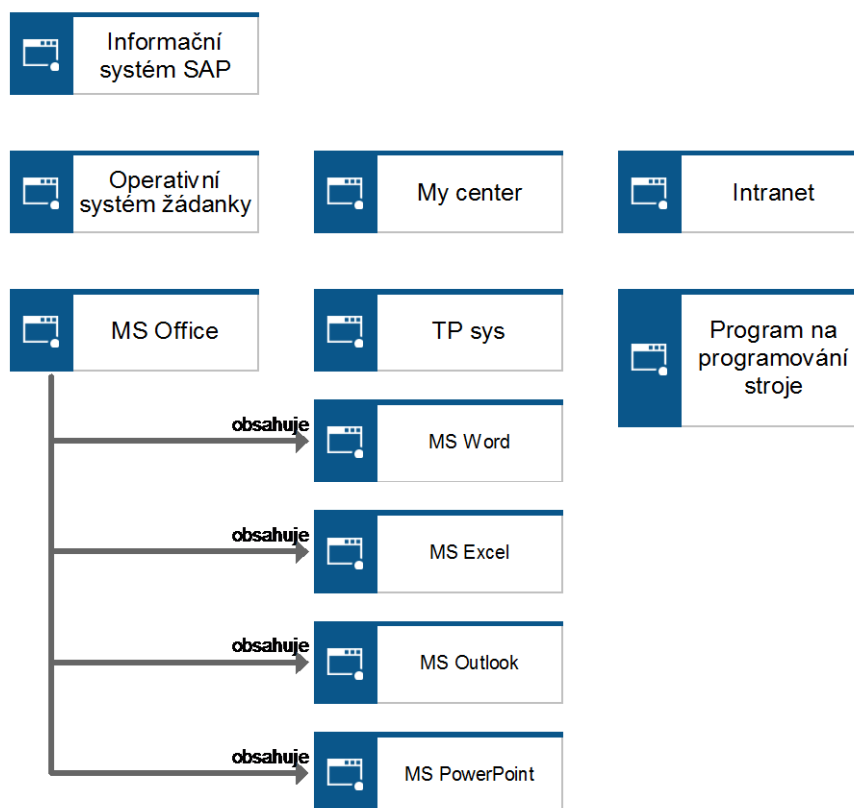 Informační
systém SAP
Operativní
systém žádanky
My center
Intranet
MS Office
TP sys
Program na
programování
stroje
obsahuje
MS Word
obsahuje
MS Excel
obsahuje
MS Outlook
obsahuje
MS PowerPoint